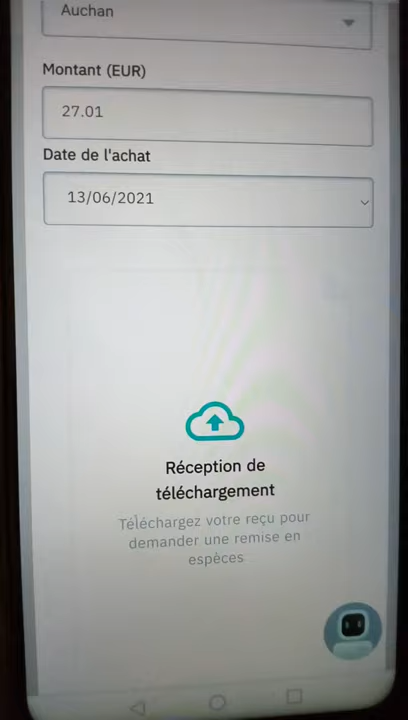 Auchan
Montant (EUR)
27.01
Date de l'achat
13/06/2021
Réception de
téléchargement
Téléchargez votre reçu pour
demander une remise en
espèces